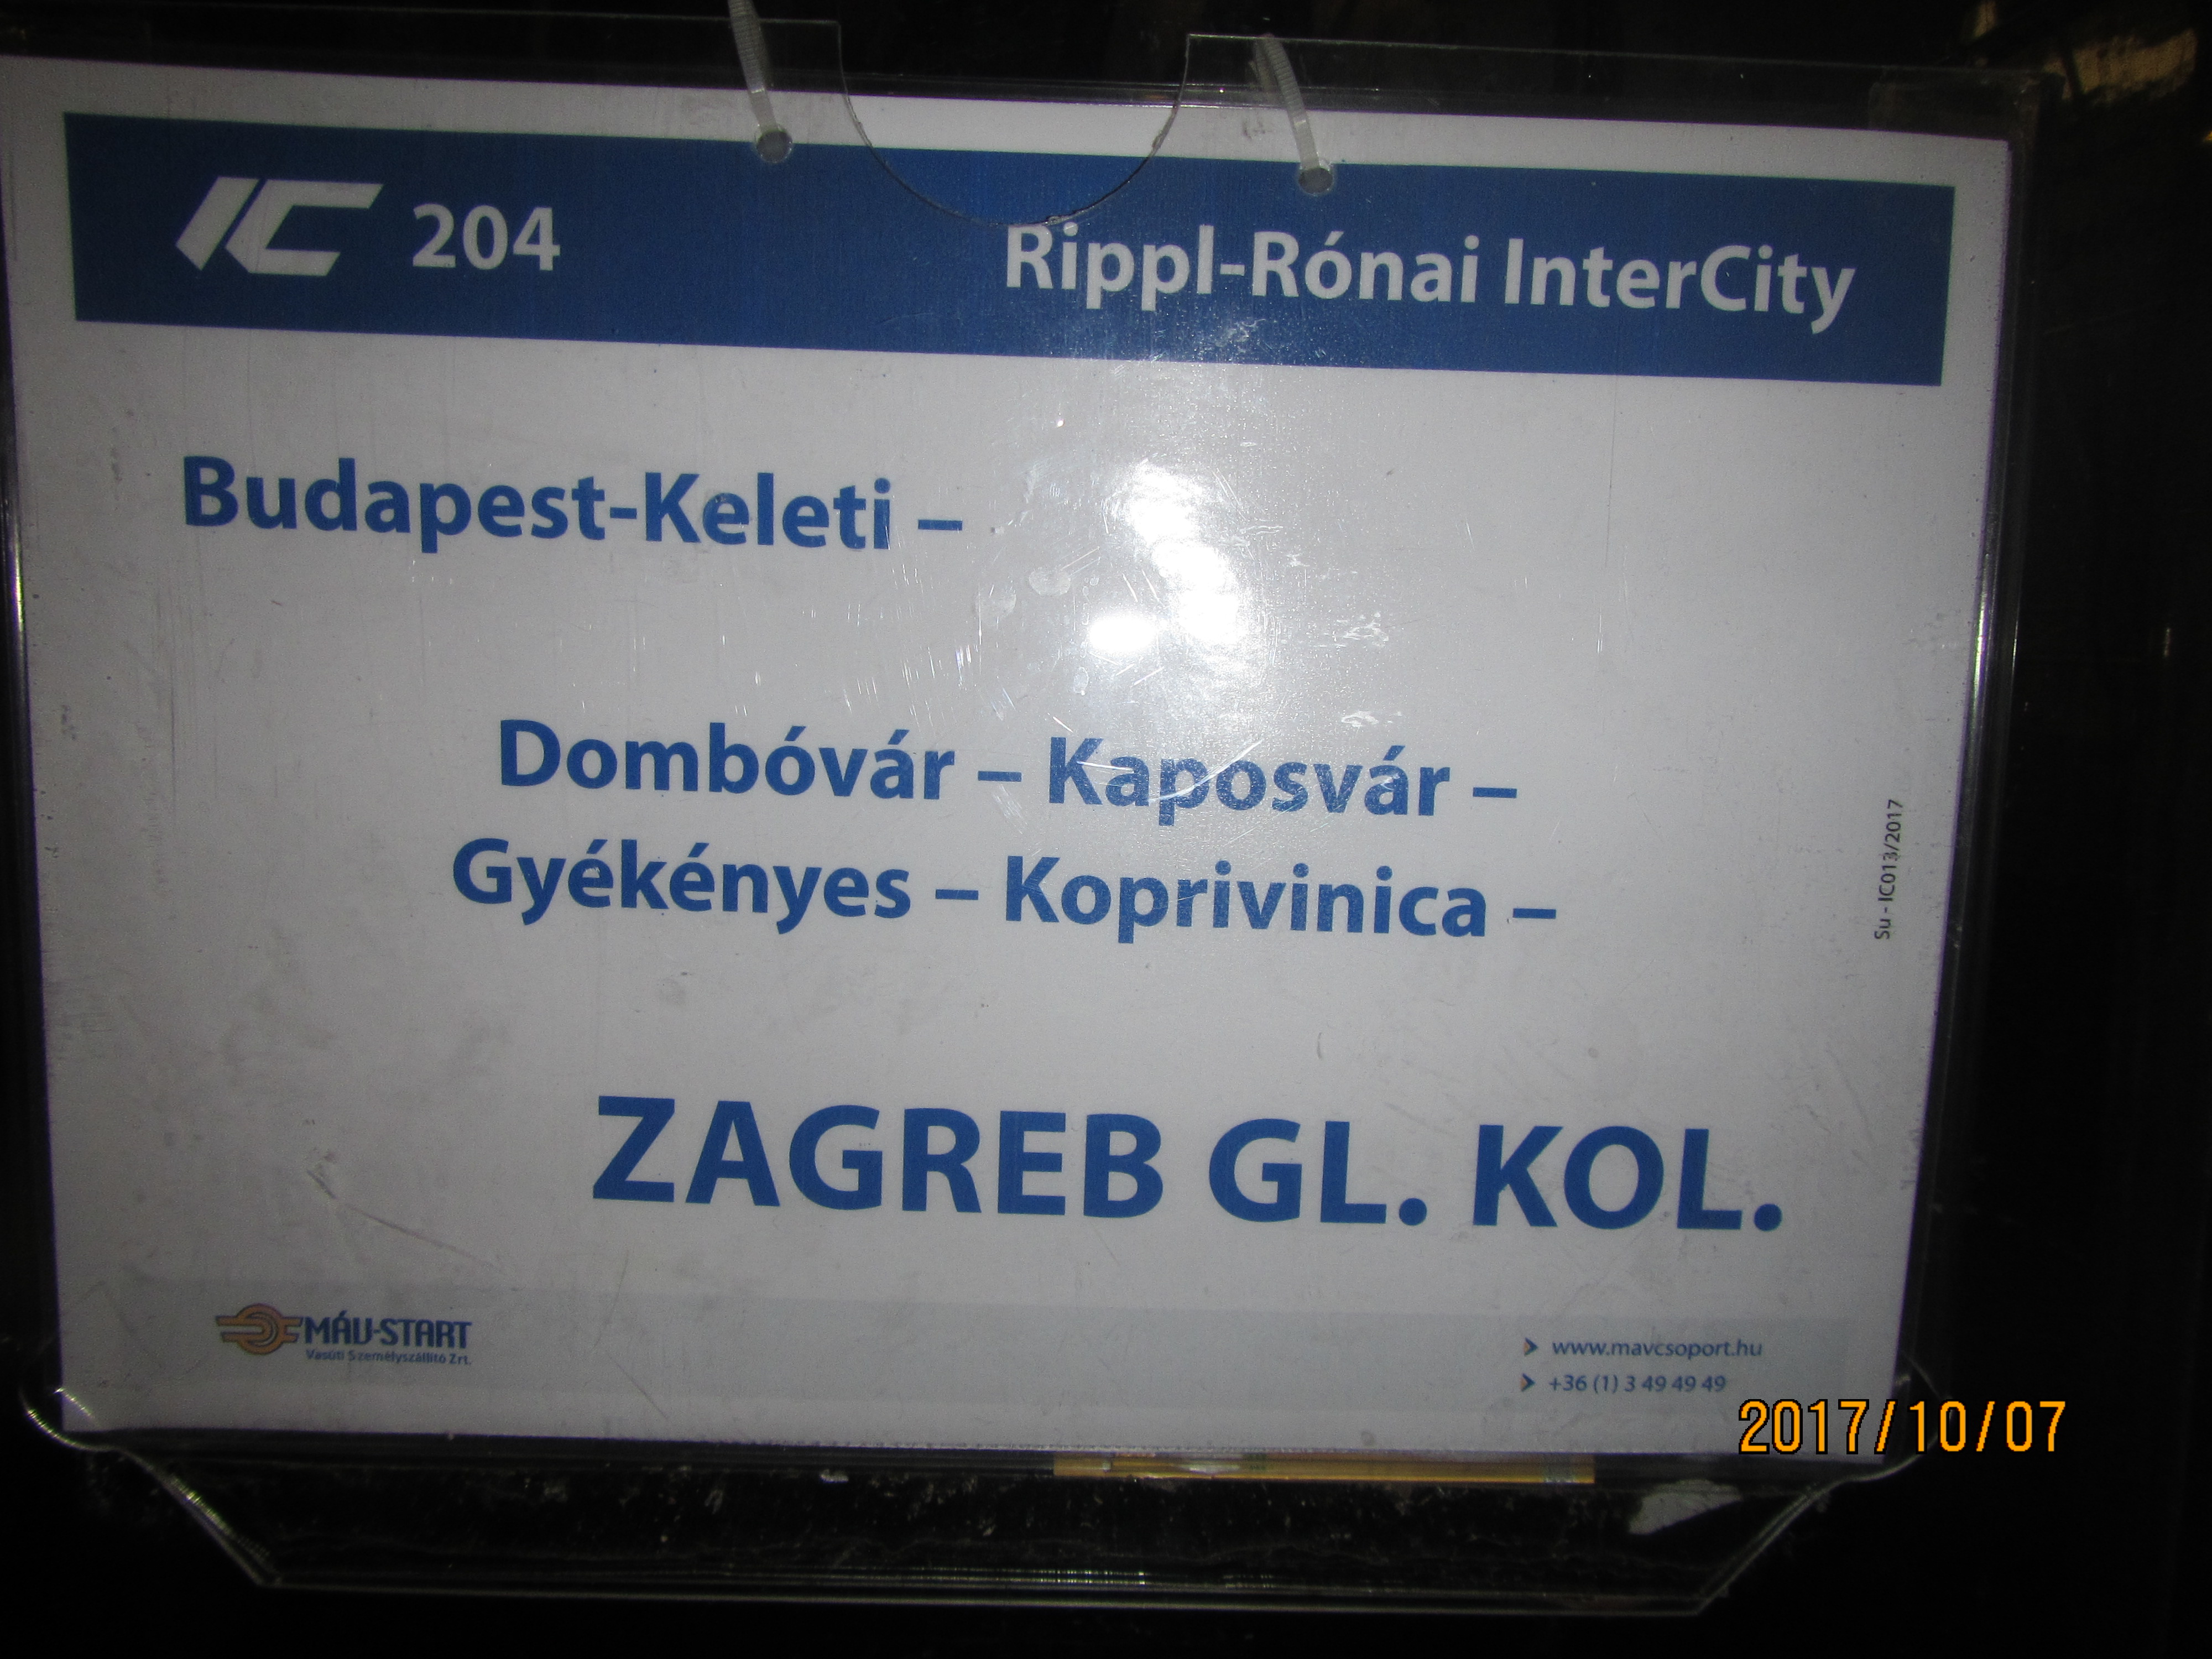 IC 204
Rippl-Rónai InterCity
Budapest-Keleti –
Dombóvár – Kaposvár –
Gyékényes – Koprivinica –
ZAGREB GL. KOL.
Su - IC013/2017
MÁV-START
Vasúti Személyszállító Zrt.
www.mavcsoport.hu
+36 (1) 3 49 49 49
2017/10/07